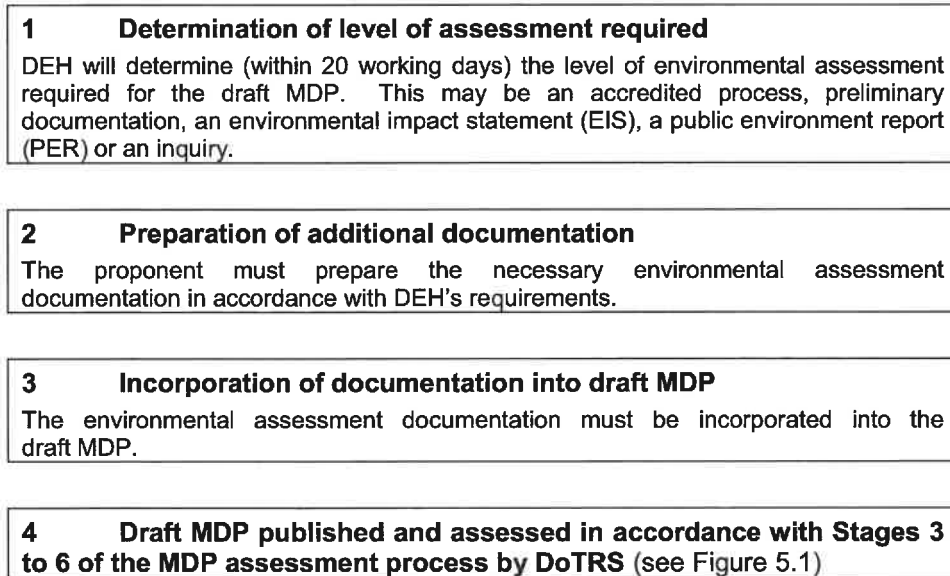 1 Determination of level of assessment required
DEH will determine (within 20 working days) the level of environmental assessment
required for the draft MDP. This may be an accredited process, preliminary
documentation, an environmental impact statement (EIS), a public environment report
(PER) or an inquiry.
2 Preparation of additional documentation
The proponent must prepare the necessary environmental assessment
documentation in accordance with DEH's requirements.
3 Incorporation of documentation into draft MDP
The environmental assessment documentation must be incorporated into the
draft MDP.
4 Draft MDP published and assessed in accordance with Stages 3
to 6 of the MDP assessment process by DoTRS (see Figure 5.1)